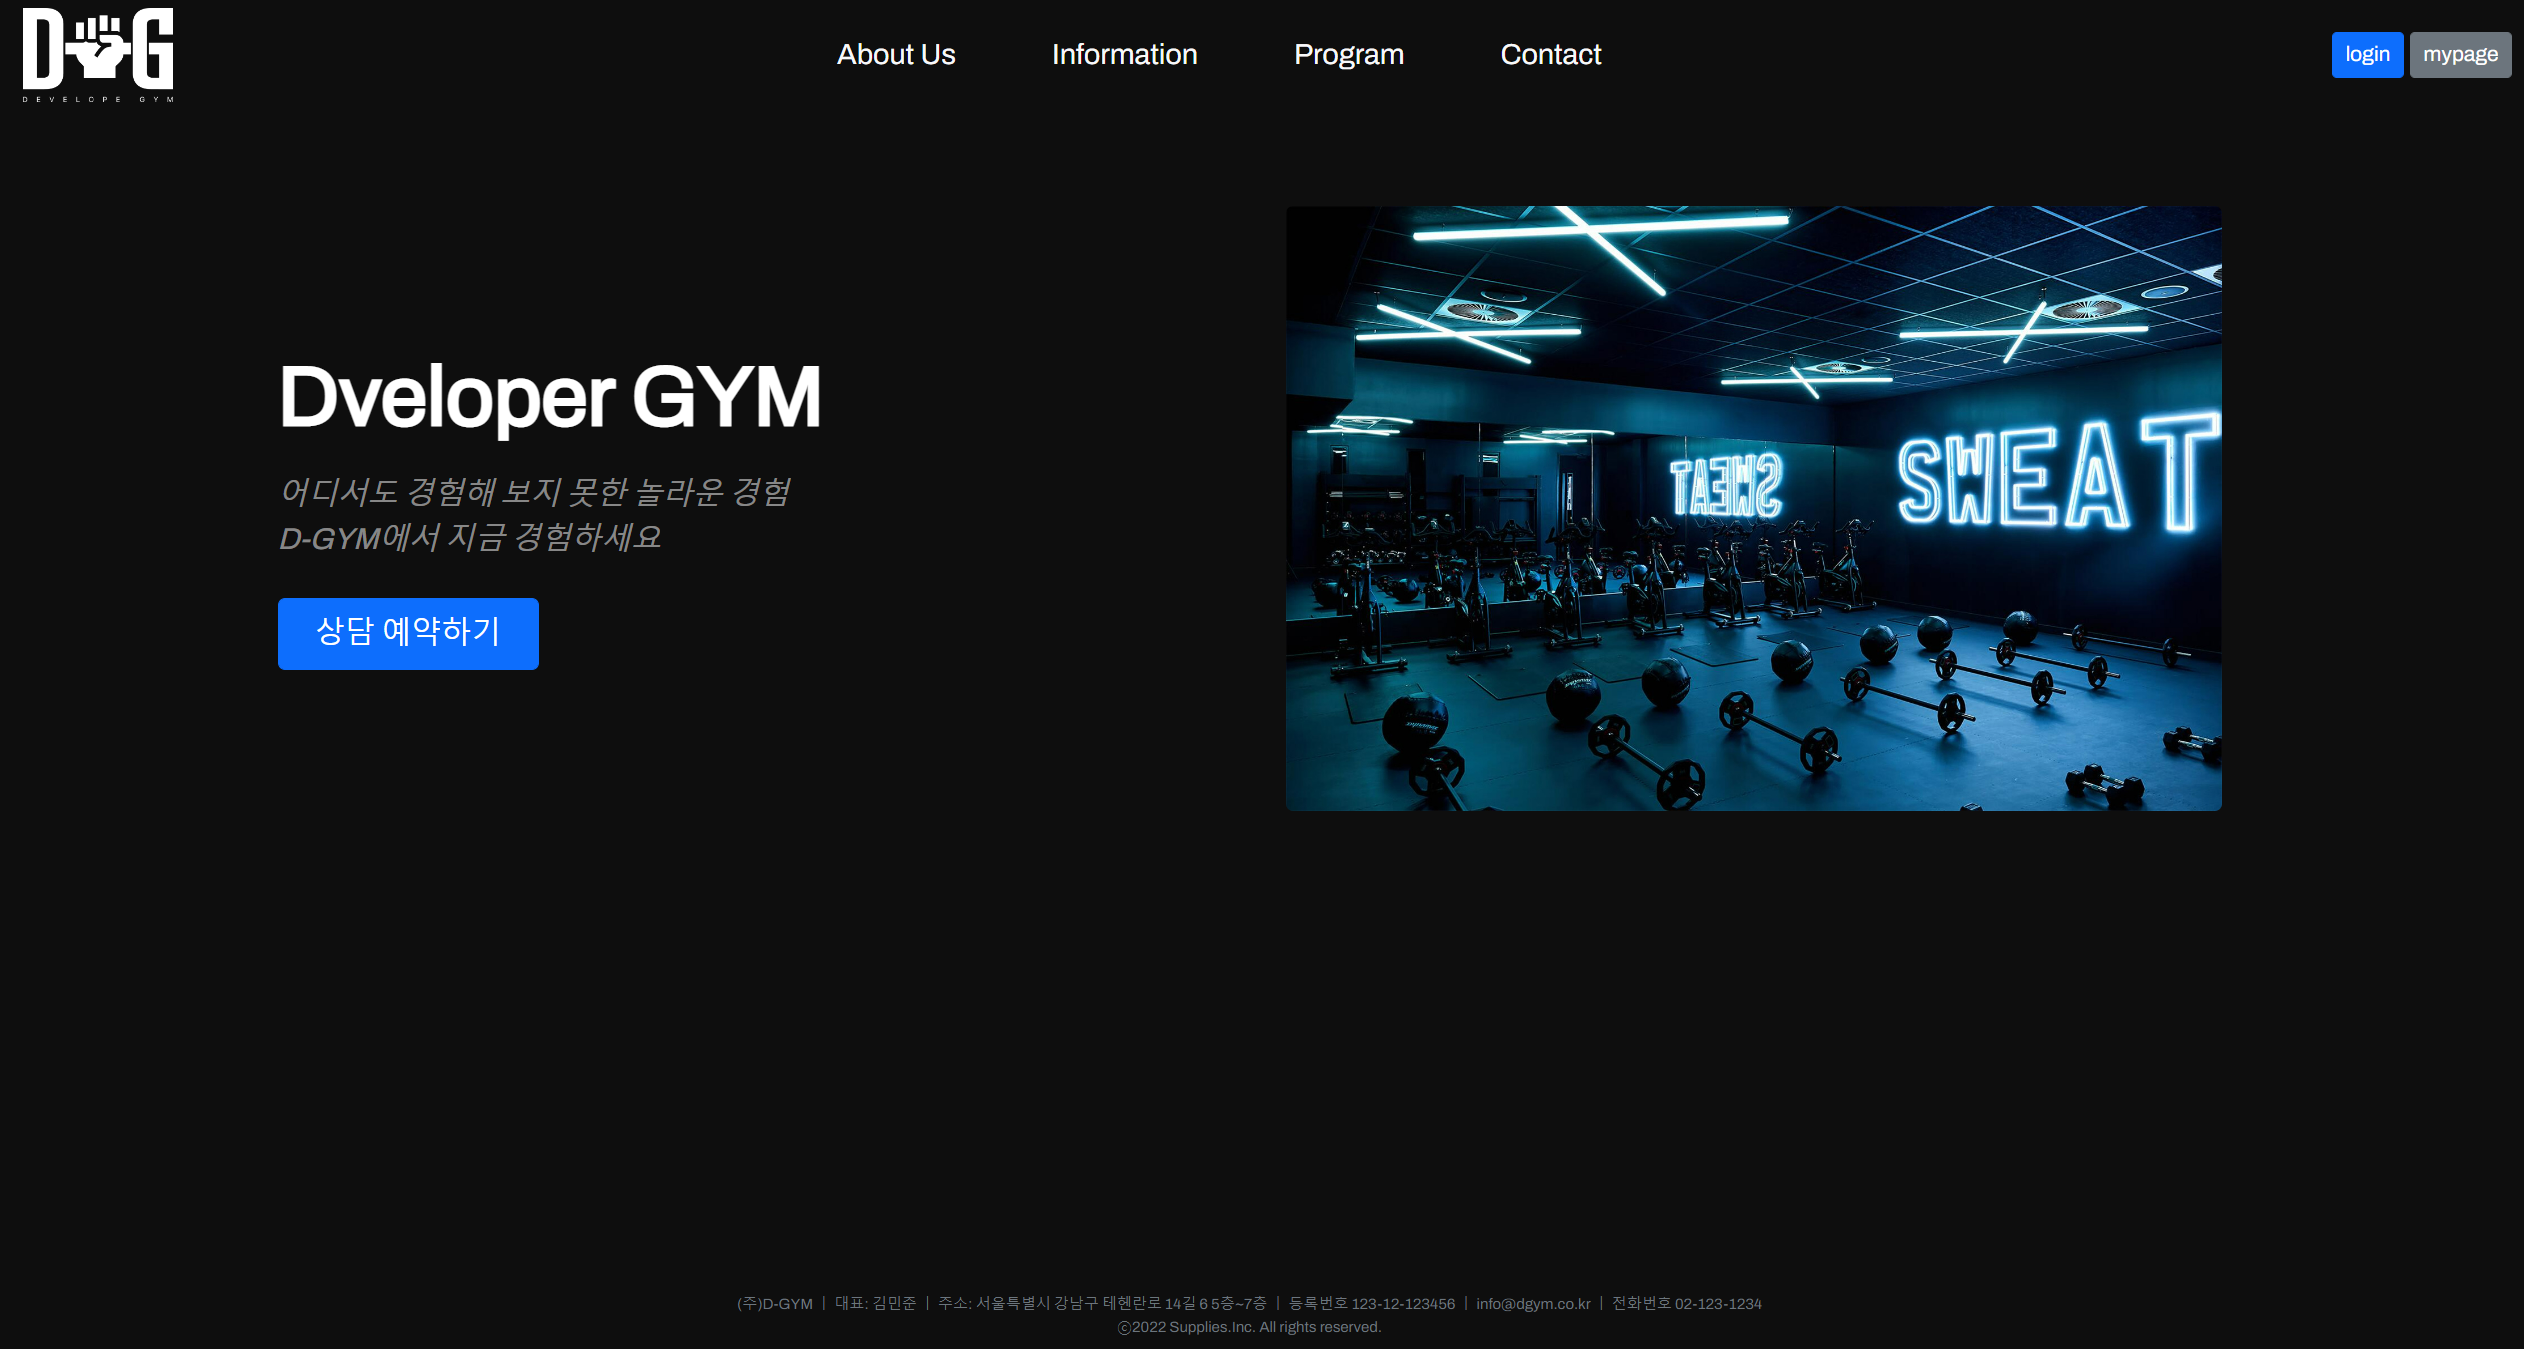 DG
DEVELOPE GYM
About Us
Information
Program
Contact
login
mypage
Dveloper GYM
어디서도 경험해 보지 못한 놀라운 경험
D-GYM에서 지금 경험하세요
상담 예약하기
SWEAT
SWEAT
(주)D-GYM | 대표: 김민준 | 주소: 서울특별시 강남구 테헨란로 14길 6 5층~7층 | 등록번호 123-12-123456 | info@dgym.co.kr | 전화번호 02-123-1234
ⓒ2022 Supplies.Inc. All rights reserved.